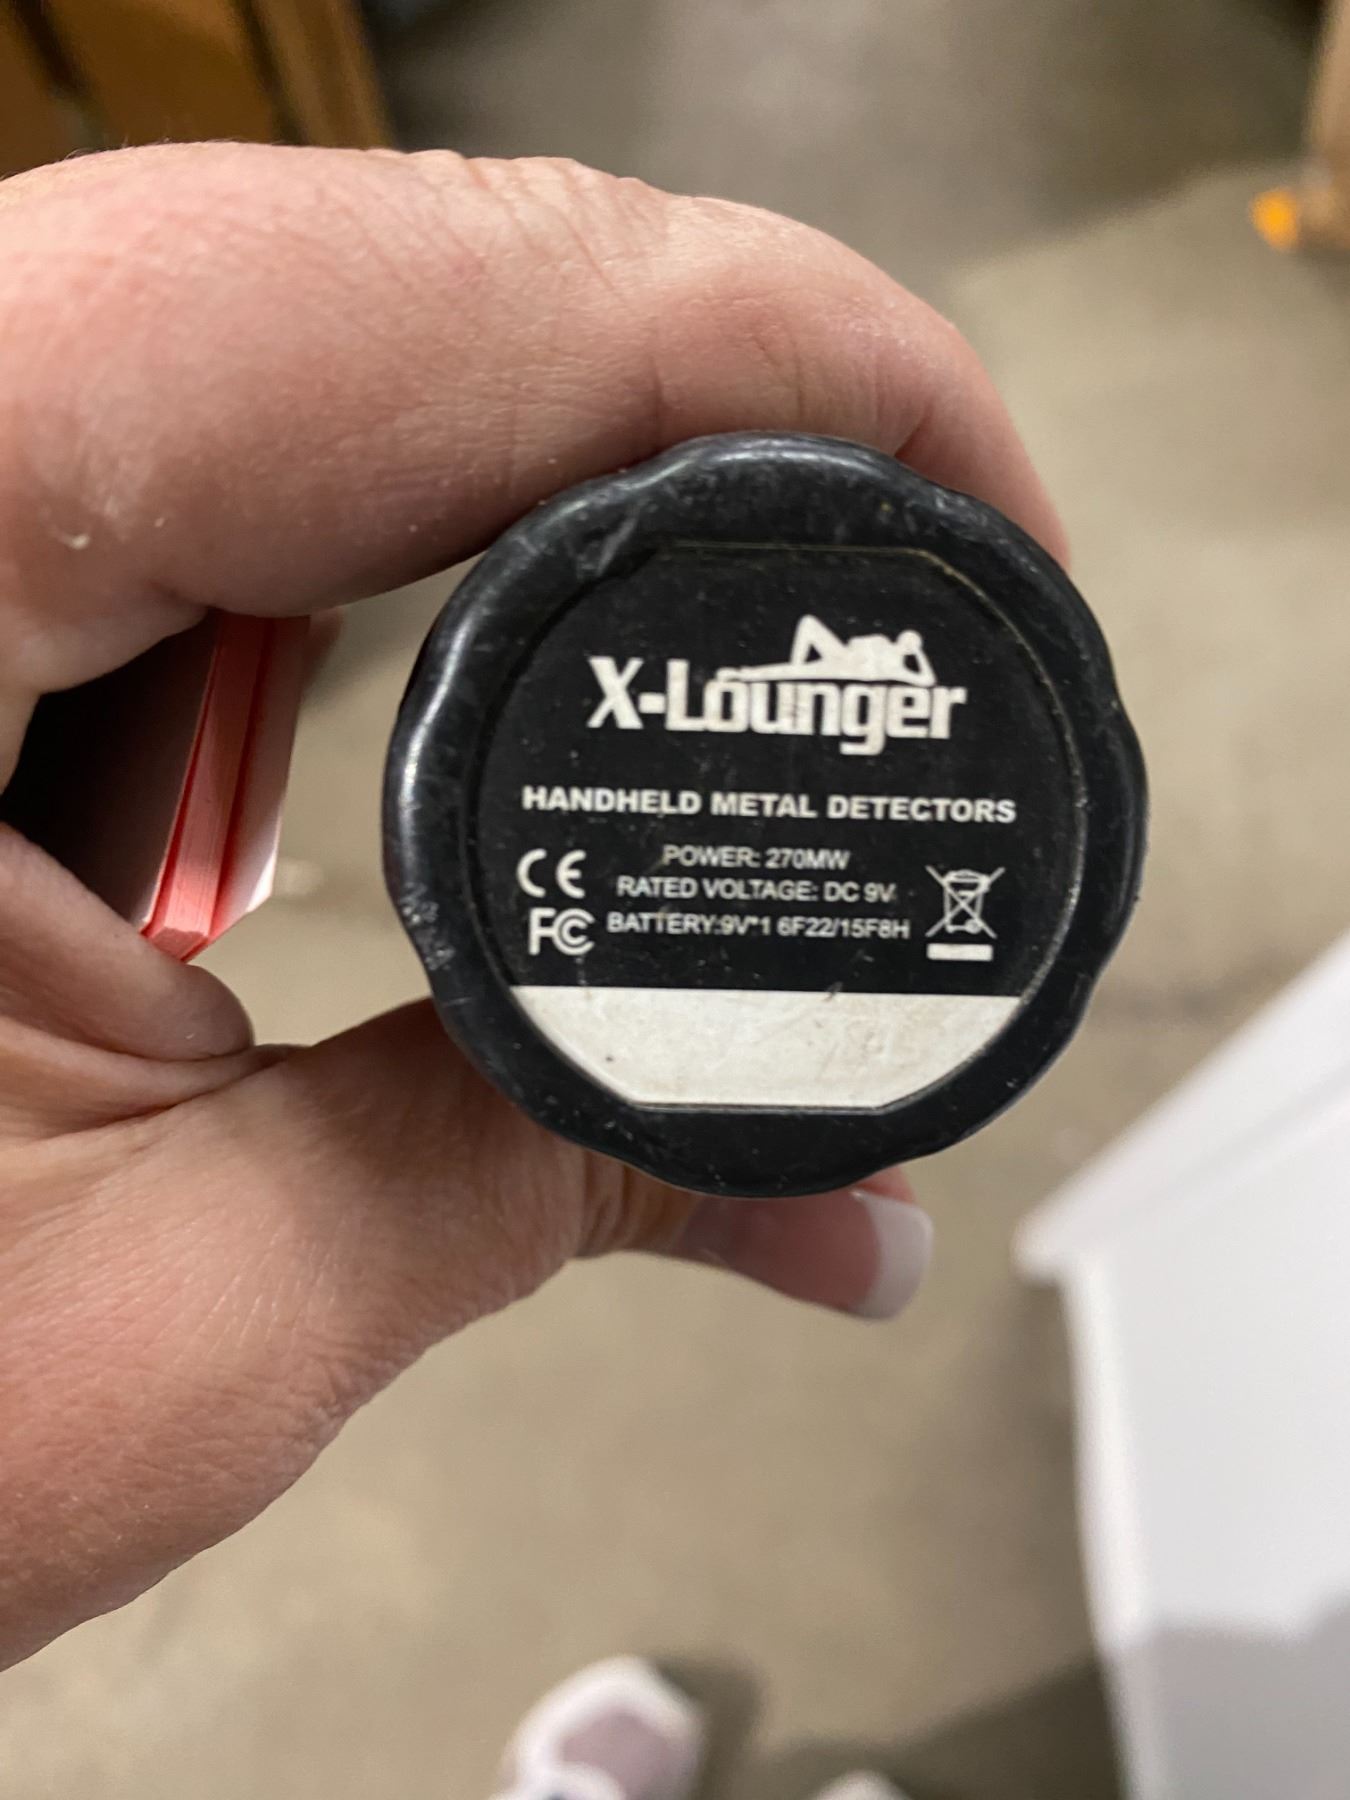 X-Lounger
HANDHELD METAL DETECTORS
POWER: 270MW
CE RATED VOLTAGE: DC 9V
FC BATTERY:9V*1 6F22/15F8H